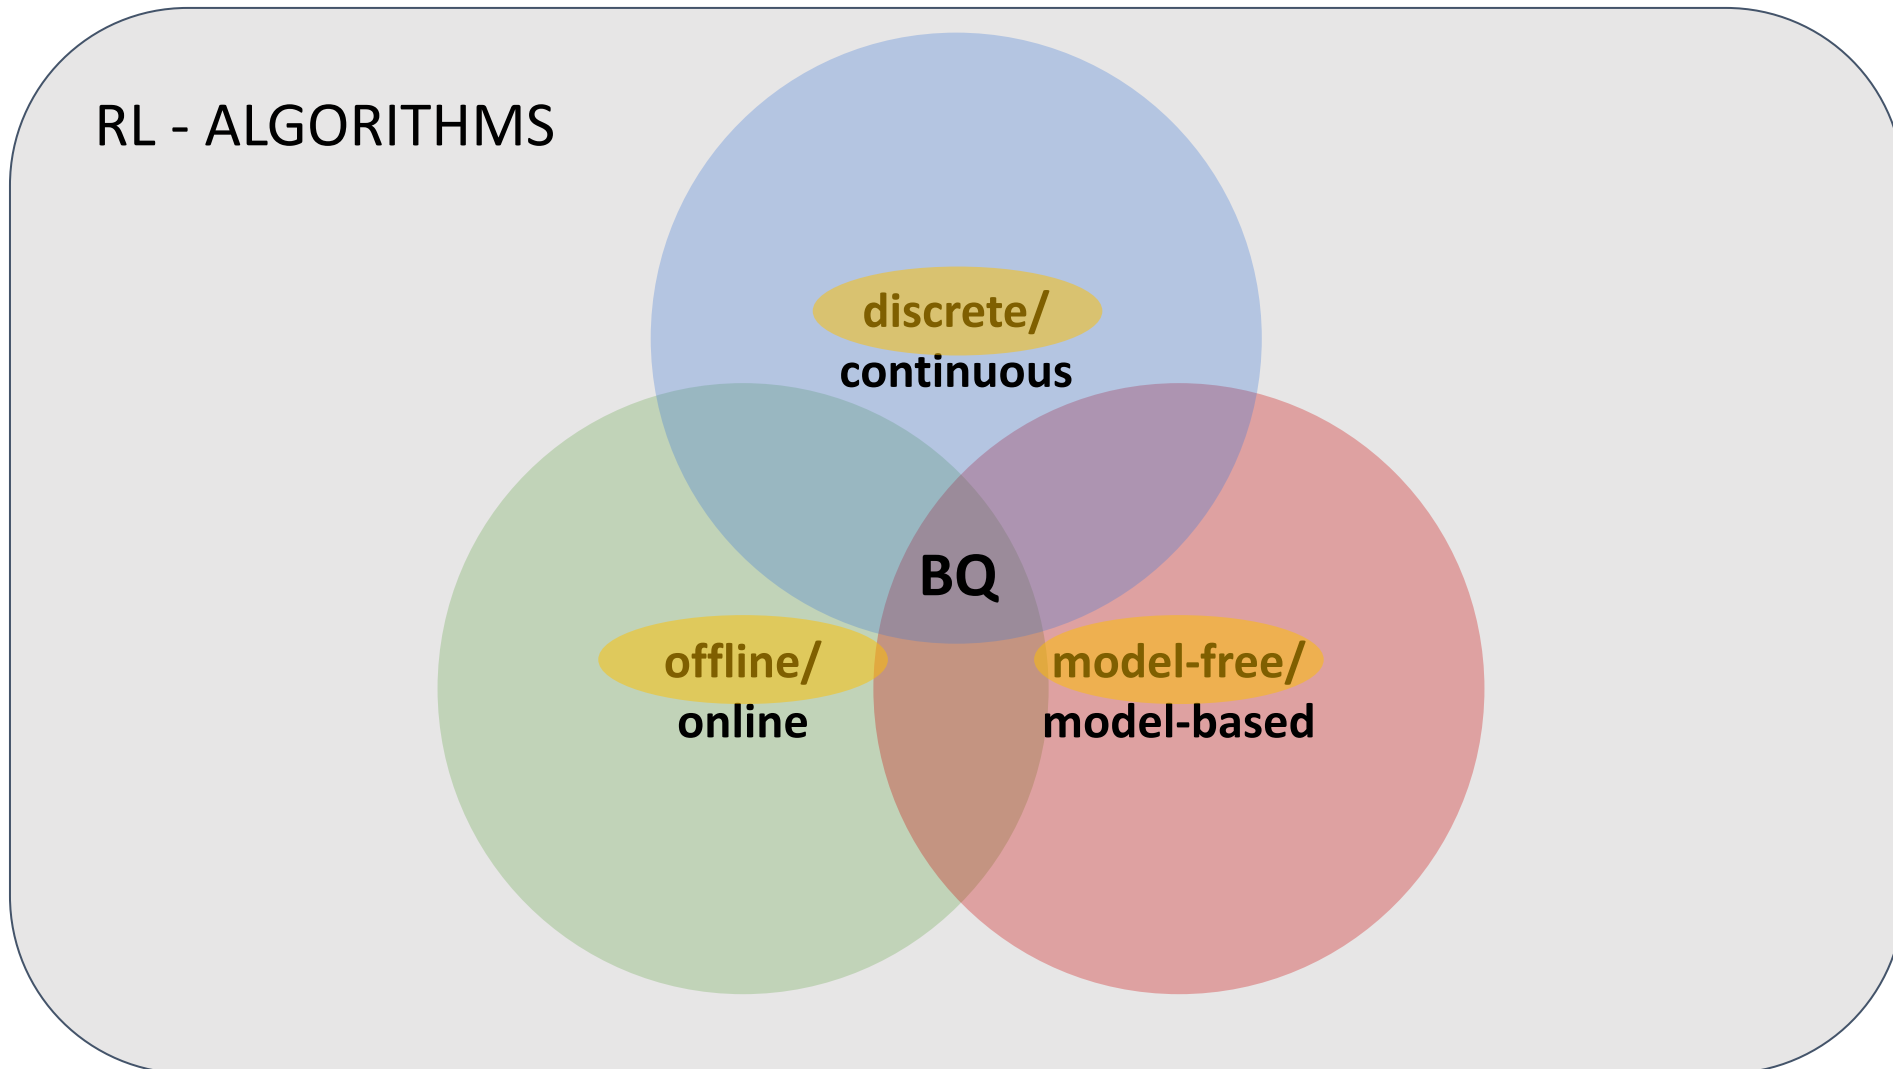 RL - ALGORITHMS
discrete/
continuous
BQ
offline/
online
model-free/
model-based